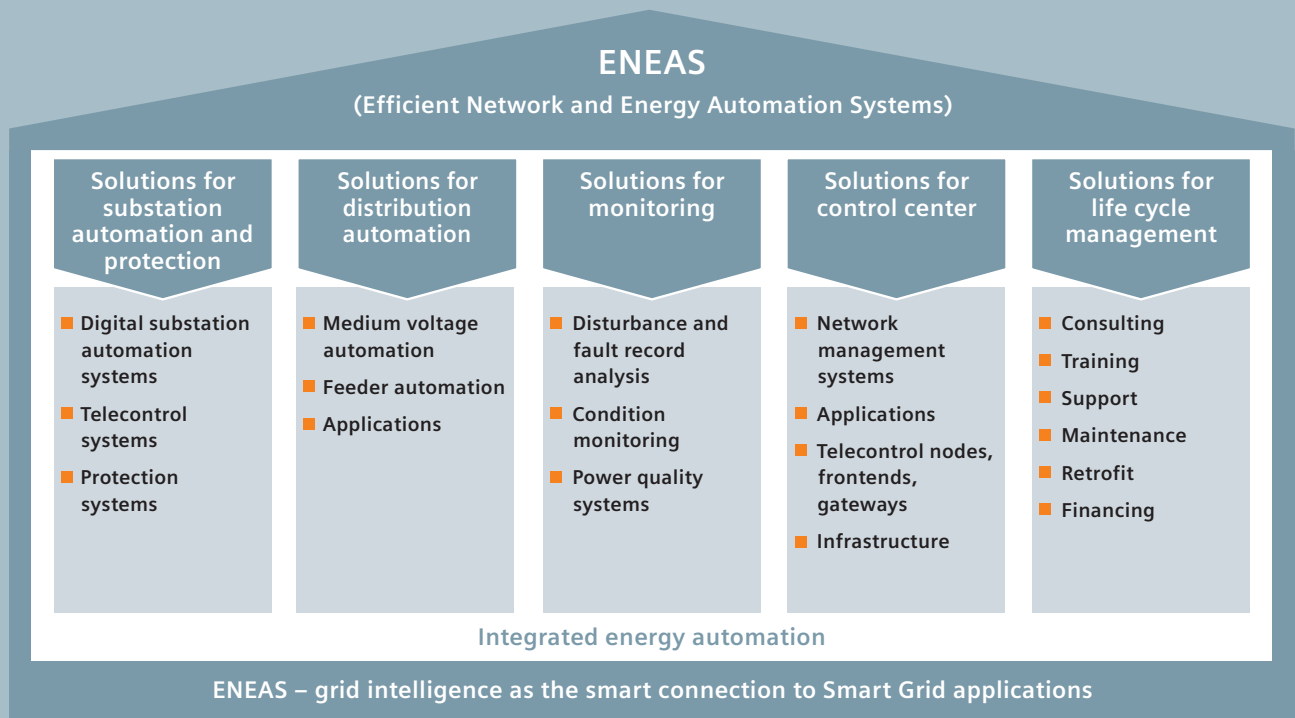 ENEAS
(Efficient Network and Energy Automation Systems)
Solutions for
substation
automation and
protection
Digital substation
automation
systems
Telecontrol
systems
Protection
systems
Solutions for
distribution
automation
Medium voltage
automation
Feeder automation
Applications
Solutions for
monitoring
Disturbance and
fault record
analysis
Condition
monitoring
Power quality
systems
Solutions for
control center
Network
management
systems
Applications
Telecontrol nodes,
frontends,
gateways
Infrastructure
Solutions for
life cycle
management
Consulting
Training
Support
Maintenance
Retrofit
Financing
Integrated energy automation
ENEAS – grid intelligence as the smart connection to Smart Grid applications